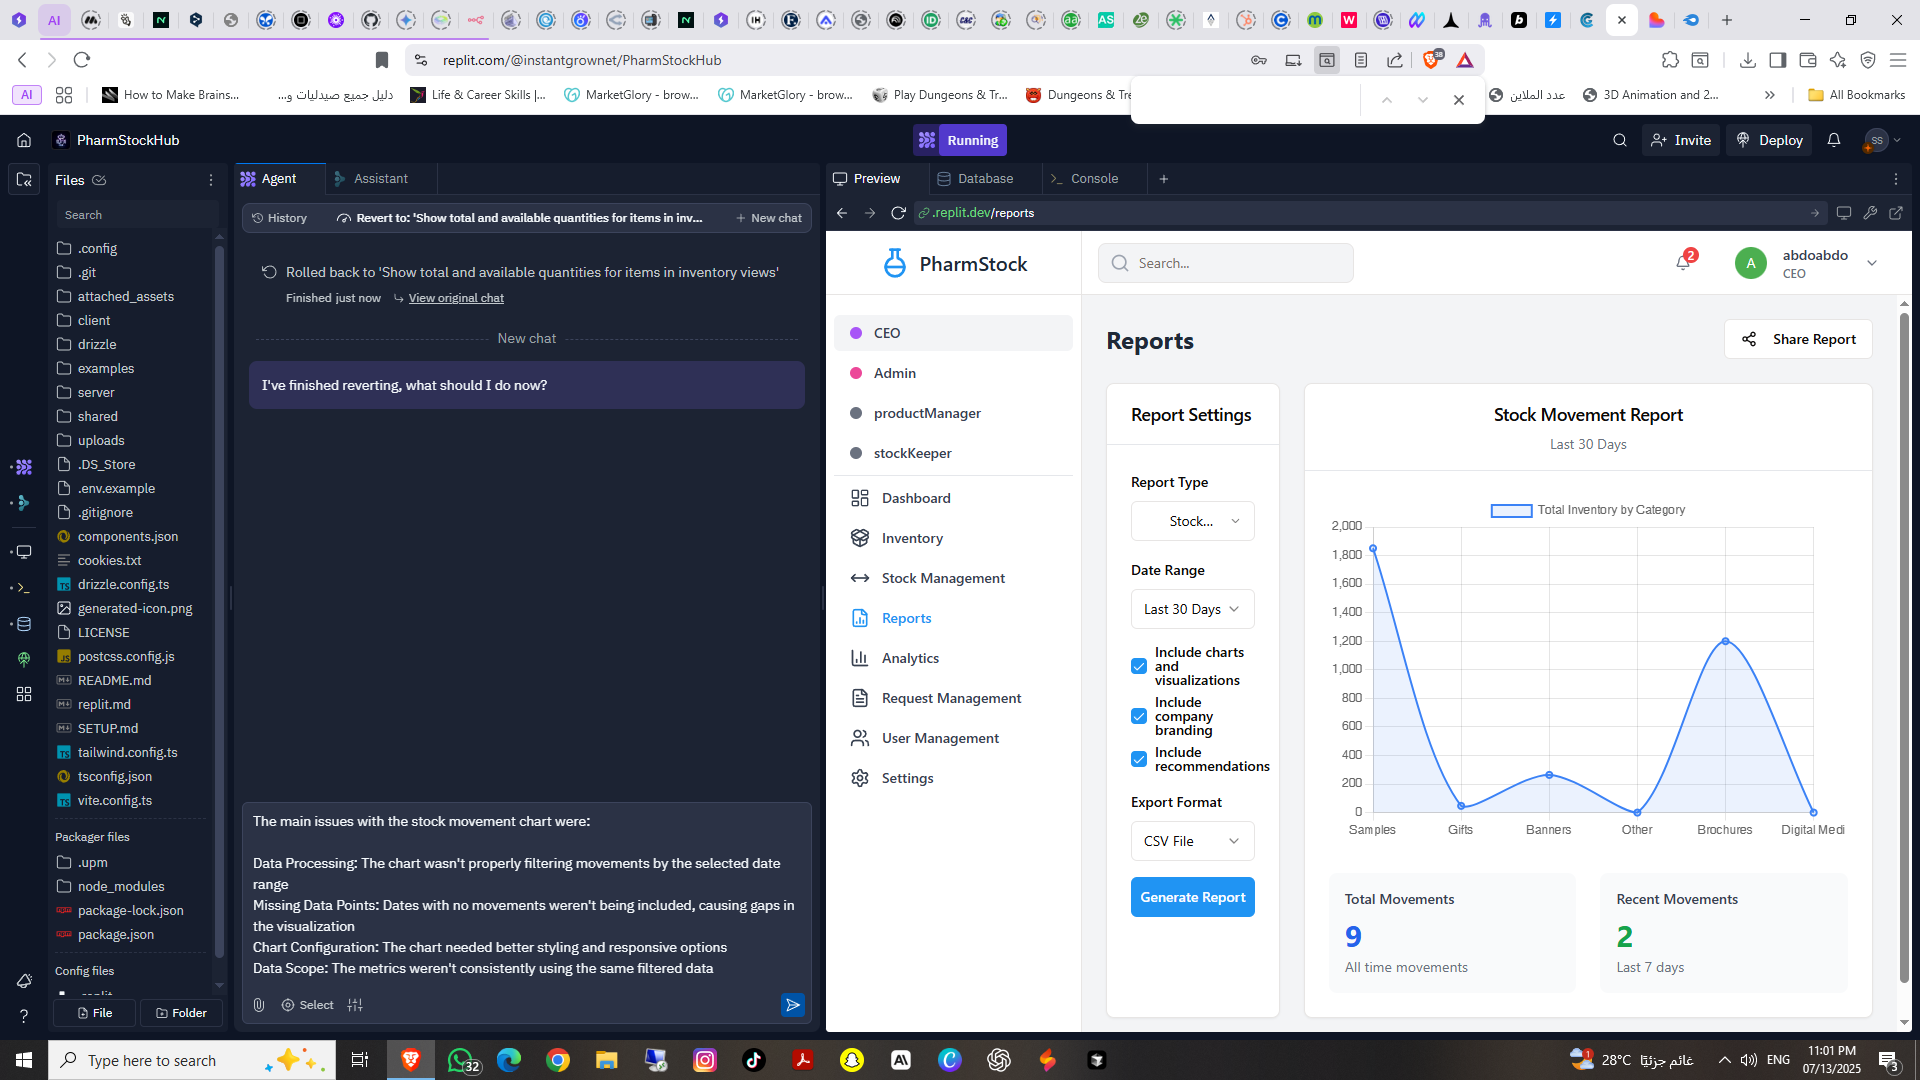 replit.com/@instantgrownet/PharmStockHub
38
AI
How to Make Brains...
دليل جميع صيدليات و...
Life & Career Skills |...
MarketGlory - brow...
MarketGlory - brow...
Play Dungeons & Tr...
Dungeons & Tre
عدد الملاين
3D Animation and 2...
All Bookmarks
PharmStockHub
Running
Invite
Deploy
SS
Files
Search
.config
.git
attached_assets
client
drizzle
examples
server
shared
uploads
.DS_Store
.env.example
.gitignore
components.json
cookies.txt
drizzle.config.ts
generated-icon.png
LICENSE
postcss.config.js
README.md
replit.md
SETUP.md
tailwind.config.ts
tsconfig.json
vite.config.ts
Packager files
.upm
node_modules
package-lock.json
package.json
Config files
.replit
File
Folder
Agent
Assistant
History
Revert to: 'Show total and available quantities for items in inv...
New chat
Rolled back to 'Show total and available quantities for items in inventory views'
Finished just now
View original chat
New chat
I've finished reverting, what should I do now?
The main issues with the stock movement chart were:
Data Processing: The chart wasn't properly filtering movements by the selected date
range
Missing Data Points: Dates with no movements weren't being included, causing gaps in
the visualization
Chart Configuration: The chart needed better styling and responsive options
Data Scope: The metrics weren't consistently using the same filtered data
Select
Preview
Database
Console
.replit.dev/reports
PharmStock
Search...
2
A
abdoabdo
CEO
CEO
Admin
productManager
stockKeeper
Dashboard
Inventory
Stock Management
Reports
Analytics
Request Management
User Management
Settings
Reports
Share Report
Report Settings
Report Type
Stock...
Date Range
Last 30 Days
Include charts
and
visualizations
Include
company
branding
Include
recommendations
Export Format
CSV File
Generate Report
Stock Movement Report
Last 30 Days
Total Inventory by Category
2,000
1,800
1,600
1,400
1,200
1,000
800
600
400
200
0
Samples
Gifts
Banners
Other
Brochures
Digital Medi
Total Movements
9
All time movements
Recent Movements
2
Last 7 days
Type here to search
32
1
28°C
غائم جزئيًا
ENG
11:01 PM
07/13/2025
3